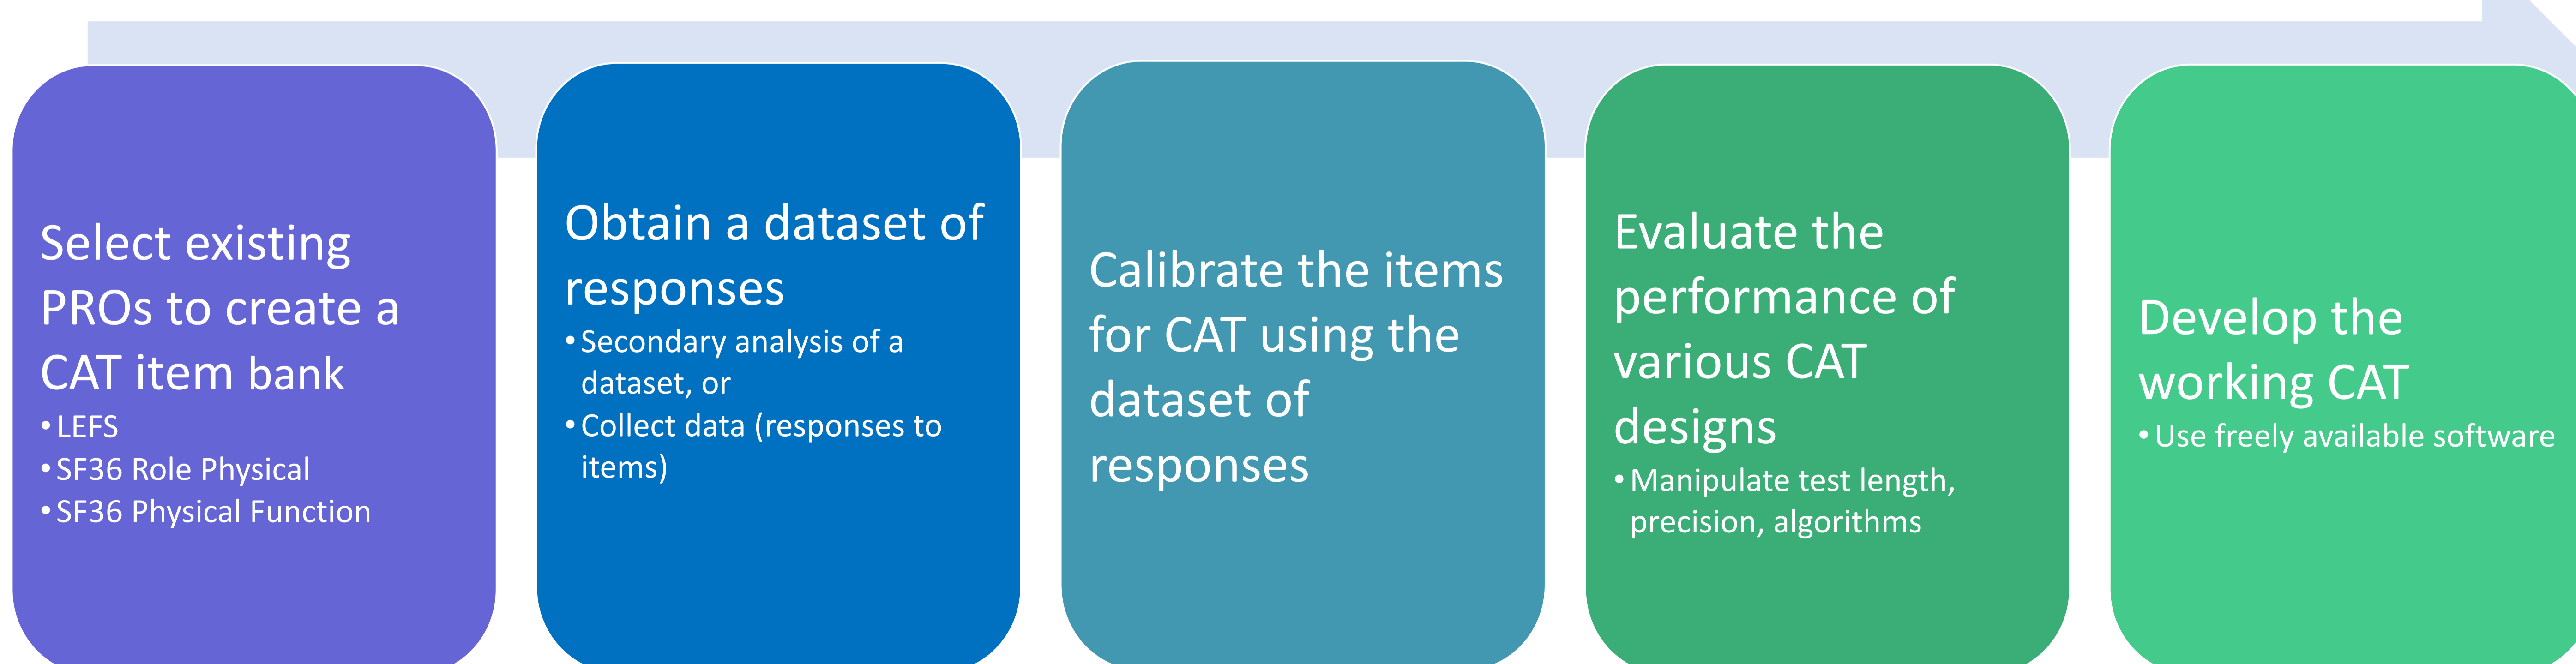 Select existing
PROs to create a
CAT item bank
• LEFS
• SF36 Role Physical
• SF36 Physical Function
Obtain a dataset of
responses
• Secondary analysis of a
dataset, or
• Collect data (responses to
items)
Calibrate the items
for CAT using the
dataset of
responses
Evaluate the
performance of
various CAT
designs
• Manipulate test length,
precision, algorithms
Develop the
working CAT
• Use freely available software